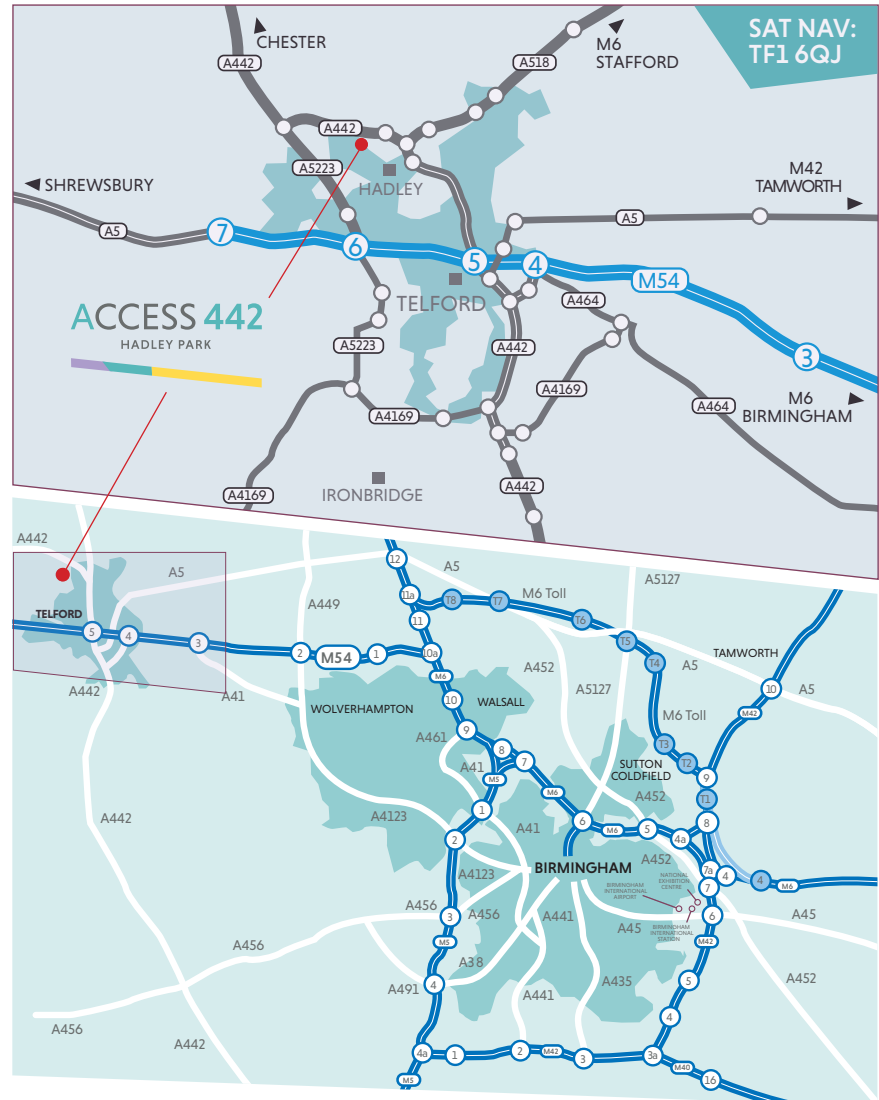 SAT NAV:
TF1 6QJ
CHESTER
M6
STAFFORD
A442
A518
A442
A5223
HADLEY
SHREWSBURY
M42
TAMWORTH
A5
A5
7
6
5
4
M54
3
TELFORD
A464
ACCESS 442
HADLEY PARK
A5223
A442
A4169
A4169
A464
M6
BIRMINGHAM
A4169
IRONBRIDGE
A442
A442
A5
TELFORD
5
4
3
A442
A41
A449
2
M54
1
10a
12
11a
11
A5
T8
T7
M6 Toll
T6
T5
T4
A5127
A5
TAMWORTH
A5
10
M42
M6
10
9
A452
A5127
M6 Toll
T3
T2
9
T1
WOLVERHAMPTON
WALSALL
A461
8
7
A41
M5
M6
SUTTON
COLDFIELD
A452
1
6
M6
5
4a
8
A4123
2
A41
A452
BIRMINGHAM
7a
4
4
M6
7
NATIONAL
EXHIBITION
CENTRE
BIRMINGHAM
INTERNATIONAL
AIRPORT
BIRMINGHAM
INTERNATIONAL
STATION
A4123
A456
3
A456
A441
A45
6
A45
M5
M42
A442
A456
A38
A491
4
A441
A435
5
A452
4
A456
A442
4a
1
2
M42
3
3a
M40
16
M5